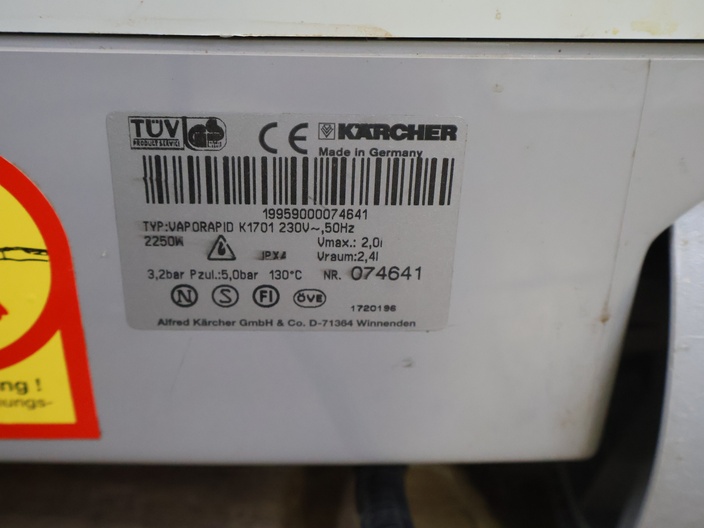 TÜV
PRODUCT SERVICE
CE
KÄRCHER
Made in Germany
19959000074641
TYP:VAPORAPID K1701 230V~,50Hz
2250W IPX4 Vmax.: 2,0l
Vraum:2,4l
3,2bar Pzul.:5,0bar 130°C NR. 074641
N S FI ÖVE
1720196
Alfred Kärcher GmbH & Co. D-71364 Winnenden
ng !
ungs-